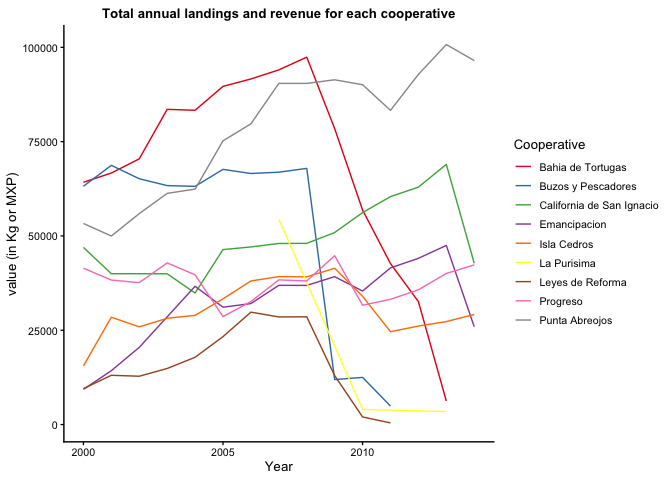 Total annual landings and revenue for each cooperative
100000
75000
50000
25000
0
value (in Kg or MXP)
2000
2005
2010
Year
Cooperative
Bahia de Tortugas
Buzos y Pescadores
California de San Ignacio
Emancipacion
Isla Cedros
La Purisima
Leyes de Reforma
Progreso
Punta Abreojos